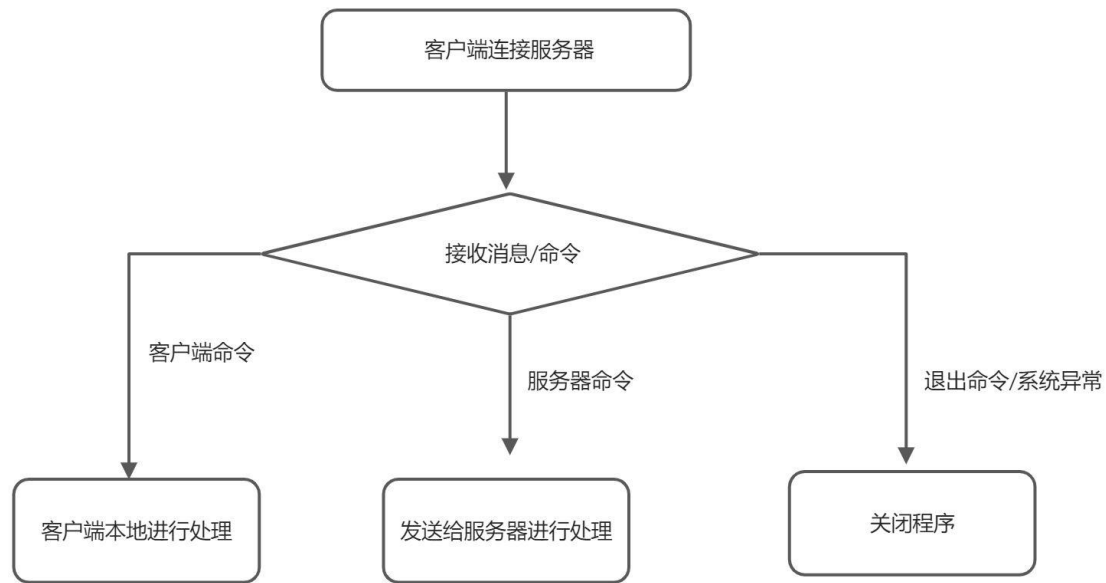 客户端连接服务器
接收消息/命令
客户端命令
服务器命令
退出命令/系统异常
客户端本地进行处理
发送给服务器进行处理
关闭程序